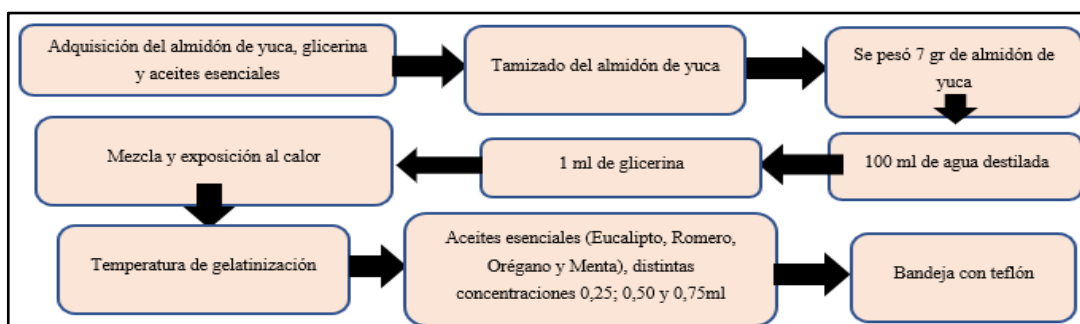 Adquisición del almidón de yuca, glicerina
y aceites esenciales
Tamizado del almidón de yuca
Se pesó 7 gr de almidón de
yuca
100 ml de agua destilada
1 ml de glicerina
Mezcla y exposición al calor
Temperatura de gelatinización
Aceites esenciales (Eucalipto, Romero,
Orégano y Menta), distintas
concentraciones 0,25; 0,50 y 0,75ml
Bandeja con teflón